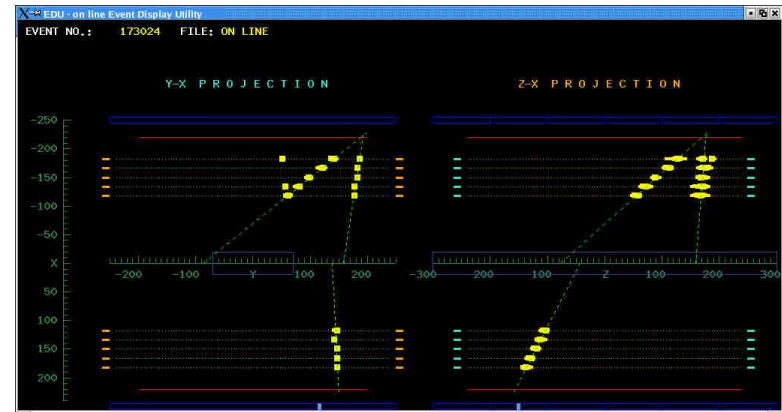 EDU - on line Event Display Utility
EVENT NO.: 173024 FILE: ON LINE
Y-X PROJECTION
Z-X PROJECTION
-250
-200
-150
-100
-50
X
50
100
150
200
-200 -100 Y 100 200
-300 200 100 Z 100 200 300